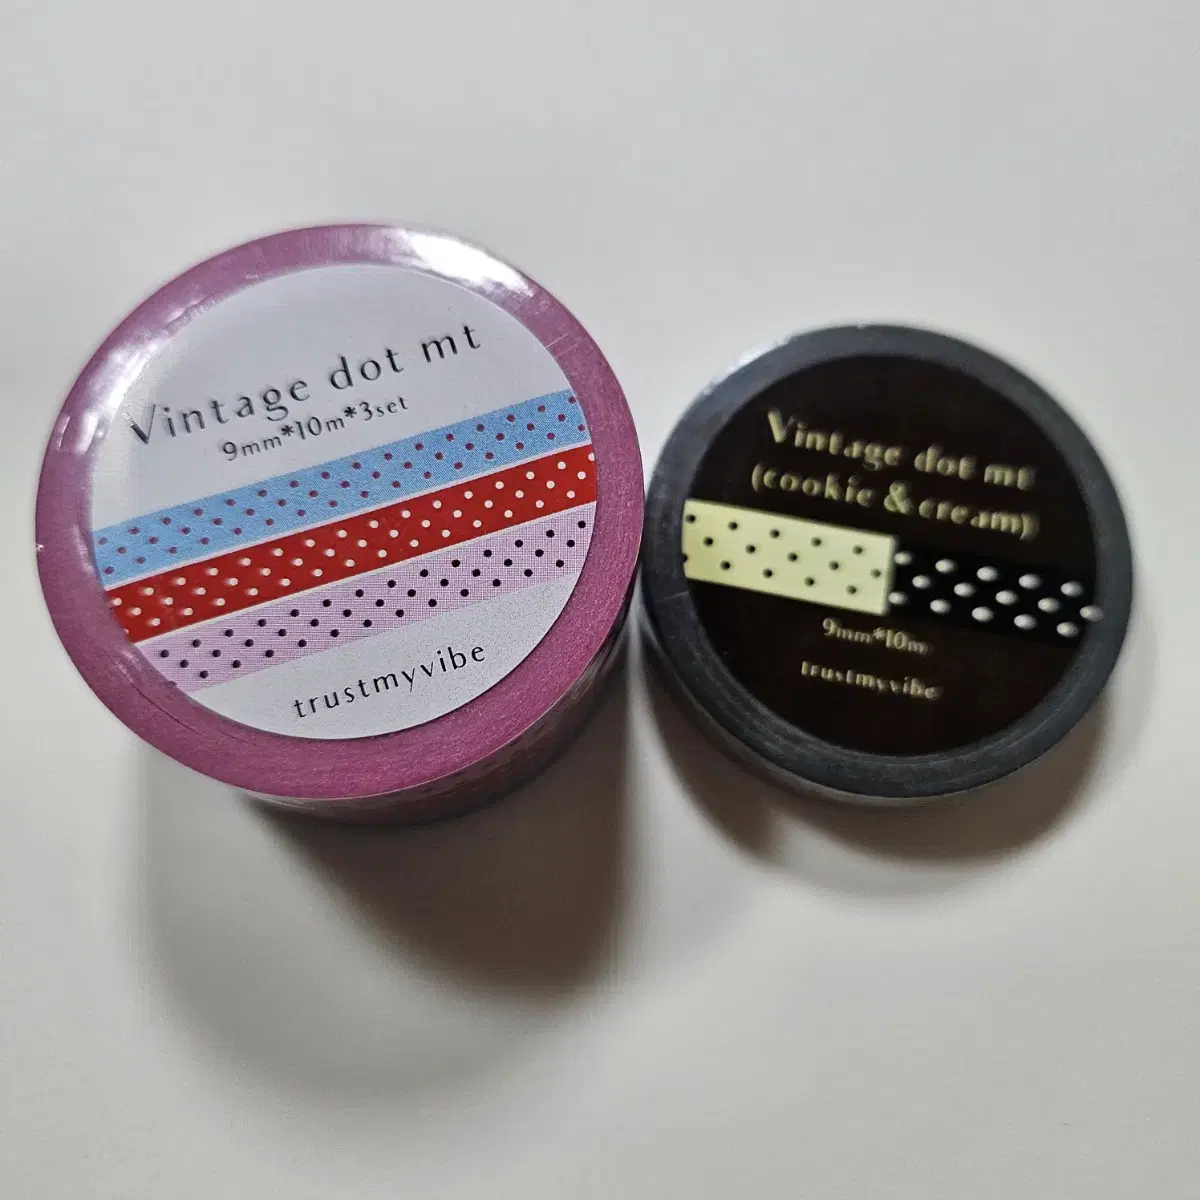 Vintage dot mt
9mm*10m*3set
trustmyvibe
Vintage dot mt
(cookie & cream)
9mm*10m
trustmyvibe